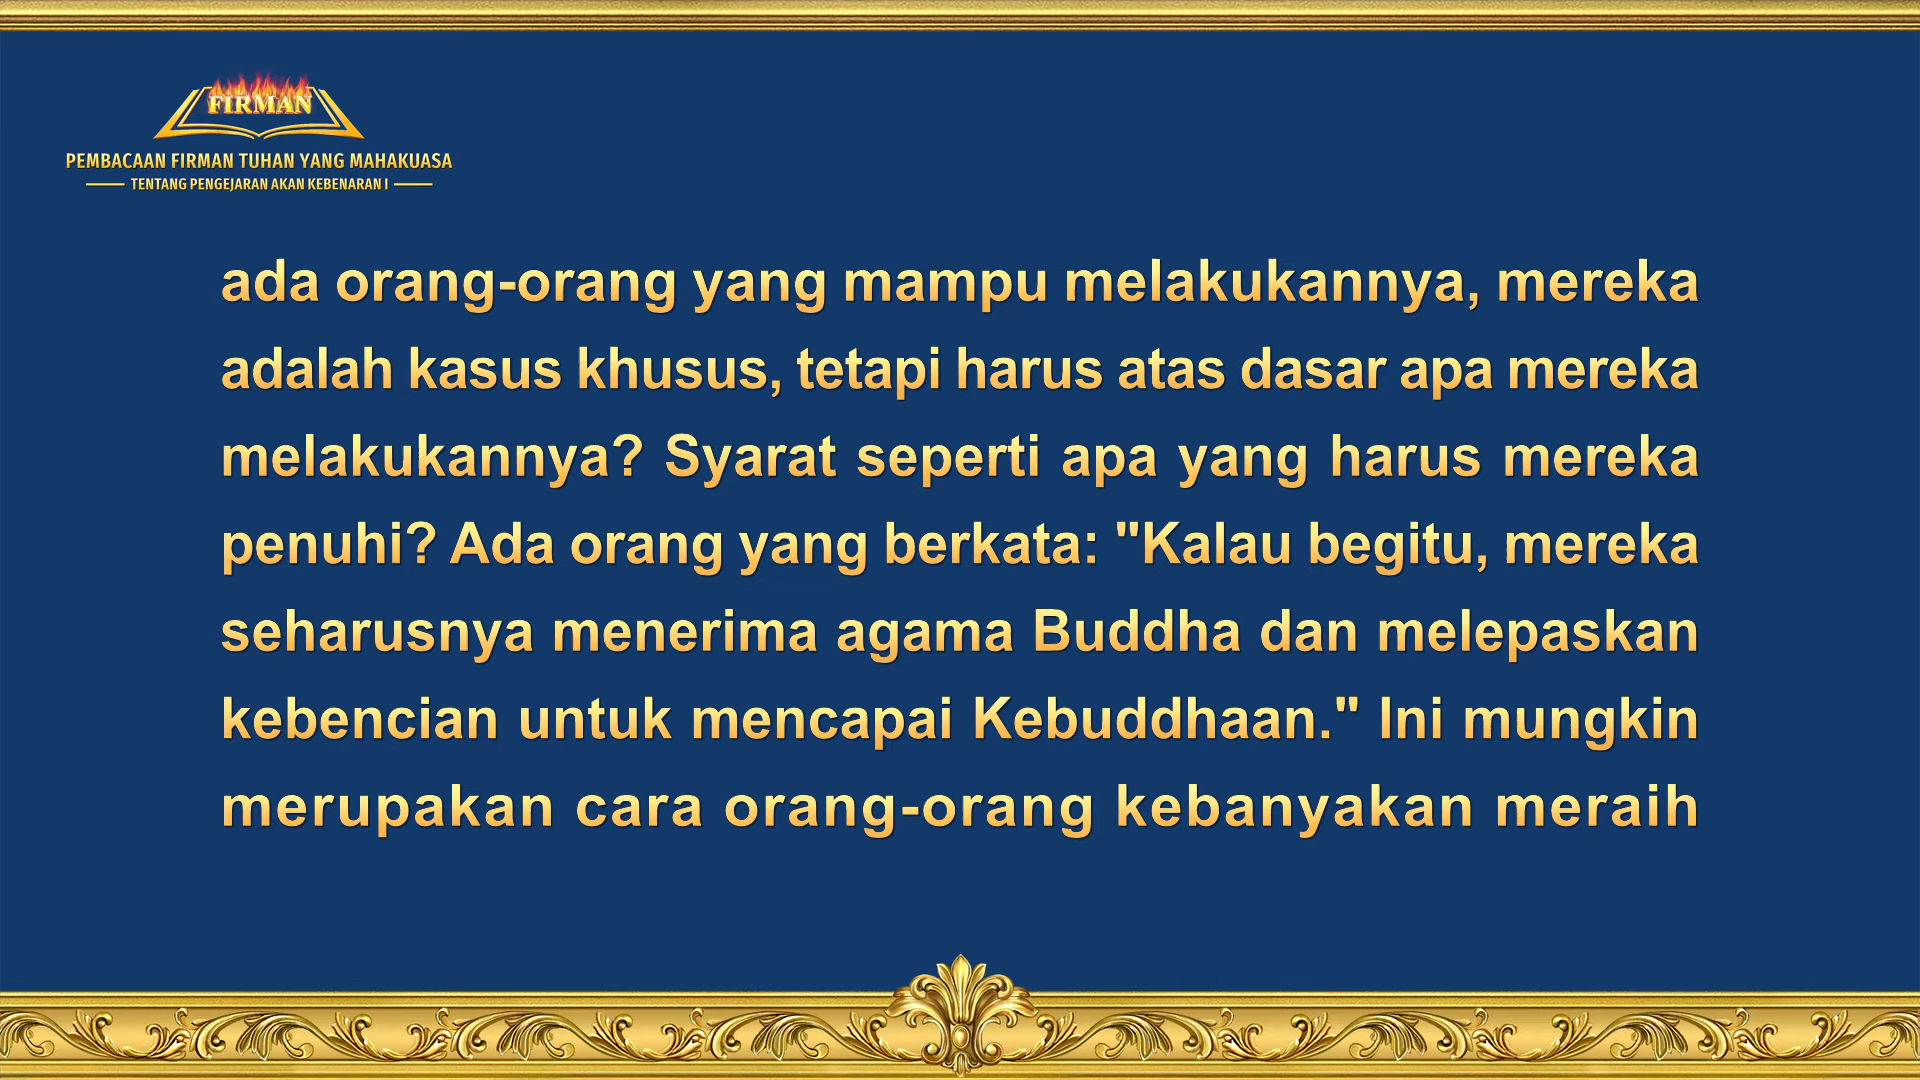 FIRMAN
PEMBACAAN FIRMAN TUHAN YANG MAHAKUASA
TENTANG PENGEJARAN AKAN KEBENARAN I
ada orang-orang yang mampu melakukannya, mereka
adalah kasus khusus, tetapi harus atas dasar apa mereka
melakukannya? Syarat seperti apa yang harus mereka
penuhi? Ada orang yang berkata: "Kalau begitu, mereka
seharusnya menerima agama Buddha dan melepaskan
kebencian untuk mencapai Kebuddhaan." Ini mungkin
merupakan cara orang-orang kebanyakan meraih